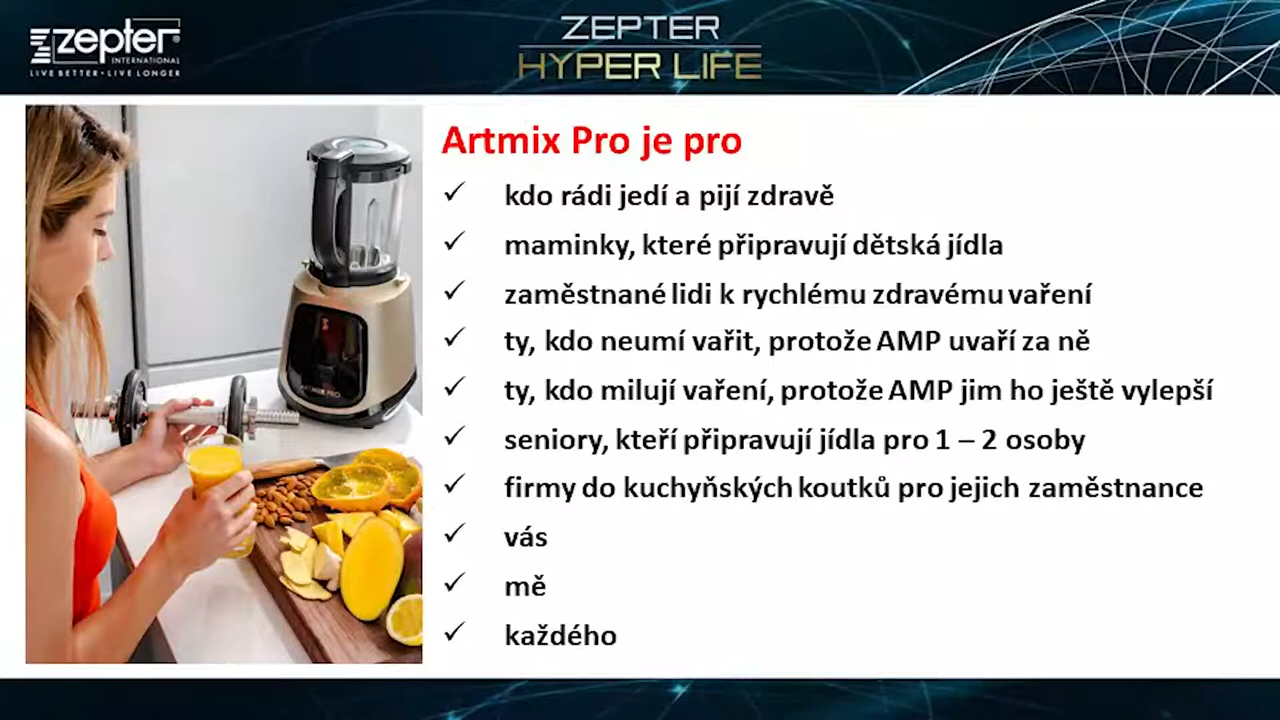 zepter
INTERNATIONAL
LIVE BETTER • LIVE LONGER
ZEPTER
HYPER LIFE
Artmix Pro je pro
✓ kdo rádi jedí a pijí zdravě
✓ maminky, které připravují dětská jídla
✓ zaměstnané lidi k rychlému zdravému vaření
✓ ty, kdo neumí vařit, protože AMP uvaří za ně
✓ ty, kdo milují vaření, protože AMP jim ho ještě vylepší
✓ seniory, kteří připravují jídla pro 1 – 2 osoby
✓ firmy do kuchyňských koutků pro jejich zaměstnance
✓ vás
✓ mě
✓ každého